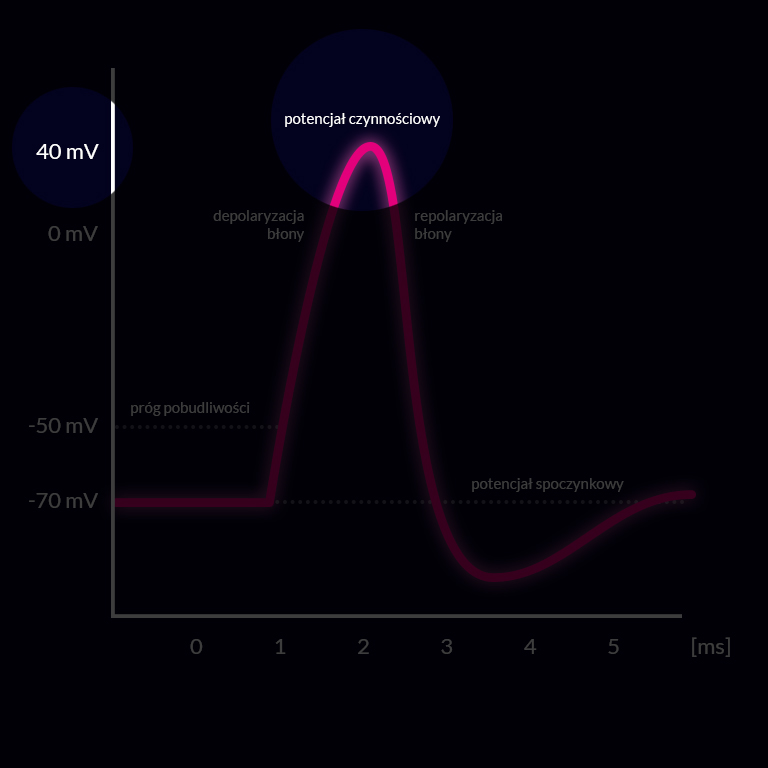 potencjał czynnościowy
40 mV
depolaryzacja
błony
repolaryzacja
błony
0 mV
próg pobudliwości
-50 mV
potencjał spoczynkowy
-70 mV
0 1 2 3 4 5 [ms]